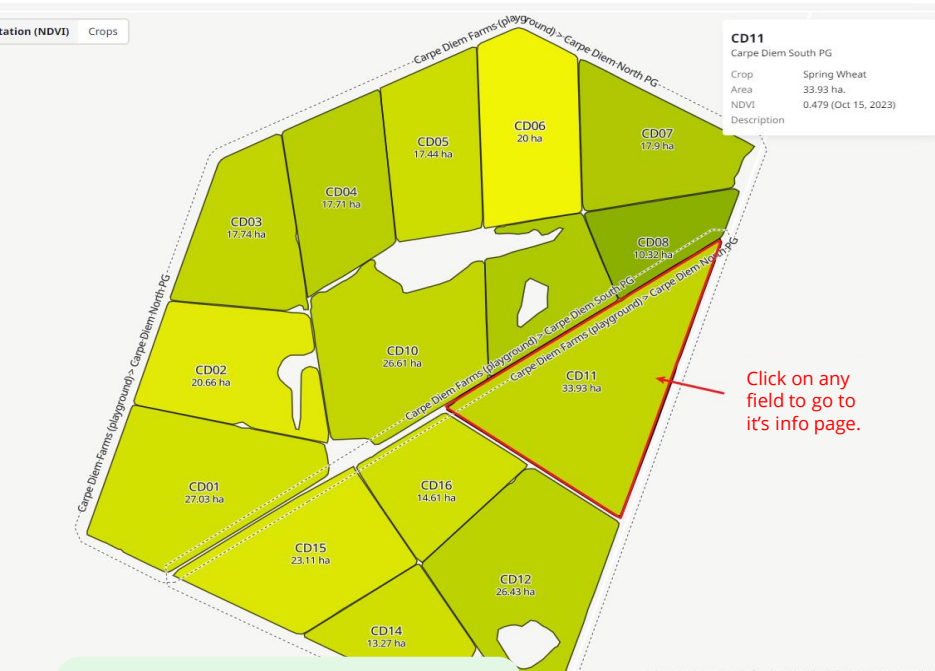 tation (NDVI) Crops
Carpe Diem Farms (playground) > Carpe Diem North PG
CD11
Carpe Diem South PG
Crop Spring Wheat
Area 33.93 ha.
NDVI 0.479 (Oct 15, 2023)
Description
CD06
20 ha
CD07
17.9 ha
CD05
17.44 ha
CD04
17.71 ha
CD03
17.74 ha
CD08
10.32 ha
Carpe Diem Farms (playground) > Carpe Diem North PG
Carpe Diem Farms (playground) > Carpe Diem South PG
Carpe Diem Farms (playground) > Carpe Diem North PG
CD10
26.61 ha
CD02
20.66 ha
CD11
33.93 ha
Click on any
field to go to
it's info page.
CD01
27.03 ha
CD16
14.61 ha
CD15
23.11 ha
CD12
26.43 ha
CD14
13.27 ha